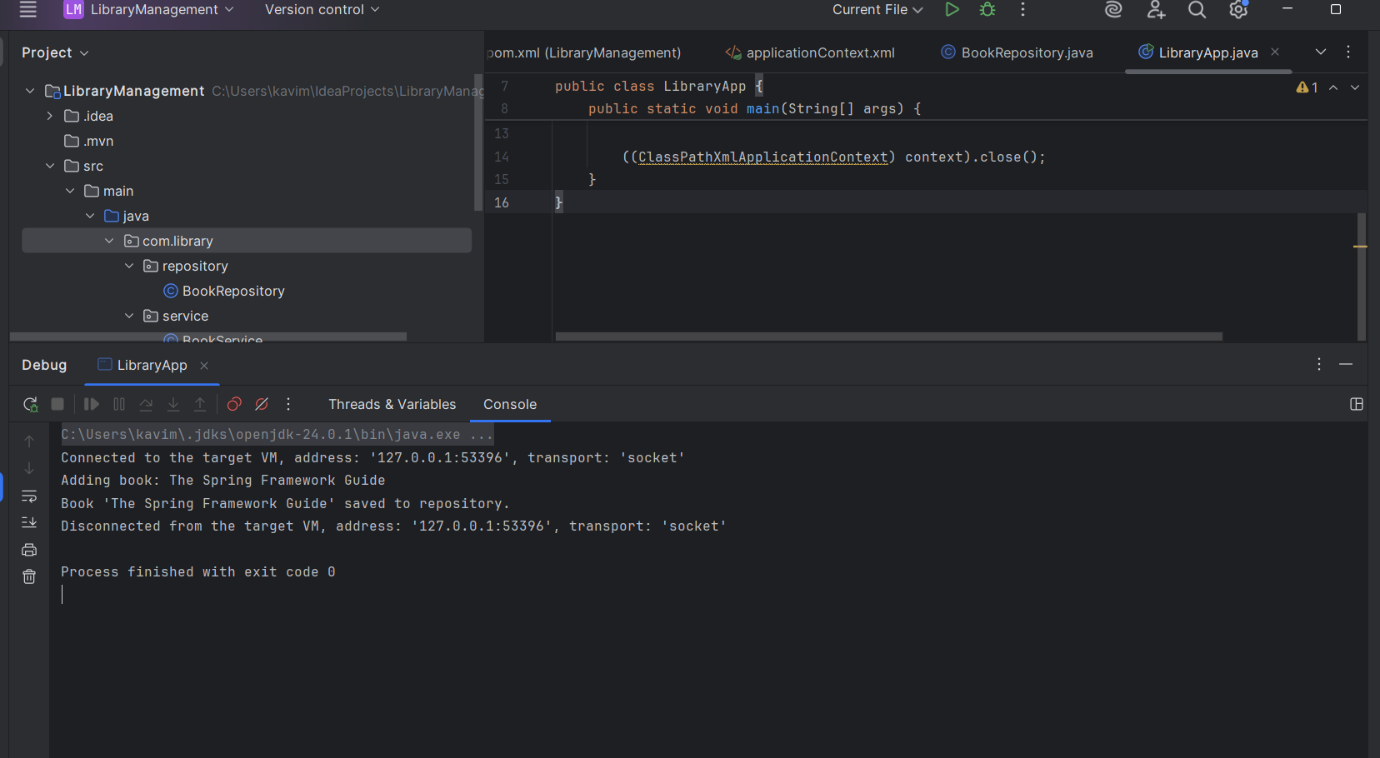 LM LibraryManagement Version control Current File
Project
oom.xml (LibraryManagement) applicationContext.xml BookRepository.java LibraryApp.java
LibraryManagement C:\Users\kavim\IdeaProjects\LibraryManag
.idea
.mvn
src
main
java
com.library
repository
BookRepository
service
BookService
7 public class LibraryApp {
1
8 public static void main(String[] args) {
13
14 ((ClassPathXmlApplicationContext) context).close();
15 }
16 }
Debug LibraryApp
Threads & Variables Console
C:\Users\kavim\.jdks\openjdk-24.0.1\bin\java.exe ...
Connected to the target VM, address: '127.0.0.1:53396', transport: 'socket'
Adding book: The Spring Framework Guide
Book 'The Spring Framework Guide' saved to repository.
Disconnected from the target VM, address: '127.0.0.1:53396', transport: 'socket'
Process finished with exit code 0